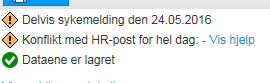 Delvis sykemelding den 24.05.2016
Konflikt med HR-post for hel dag: - Vis hjelp
Dataene er lagret